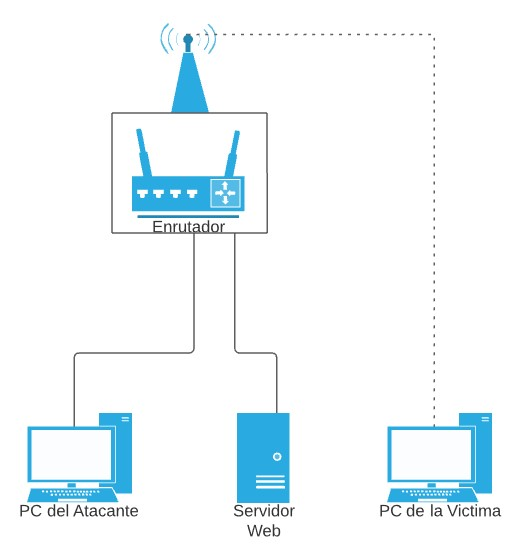 Enrutador
PC del Atacante
Servidor
Web
PC de la Victima